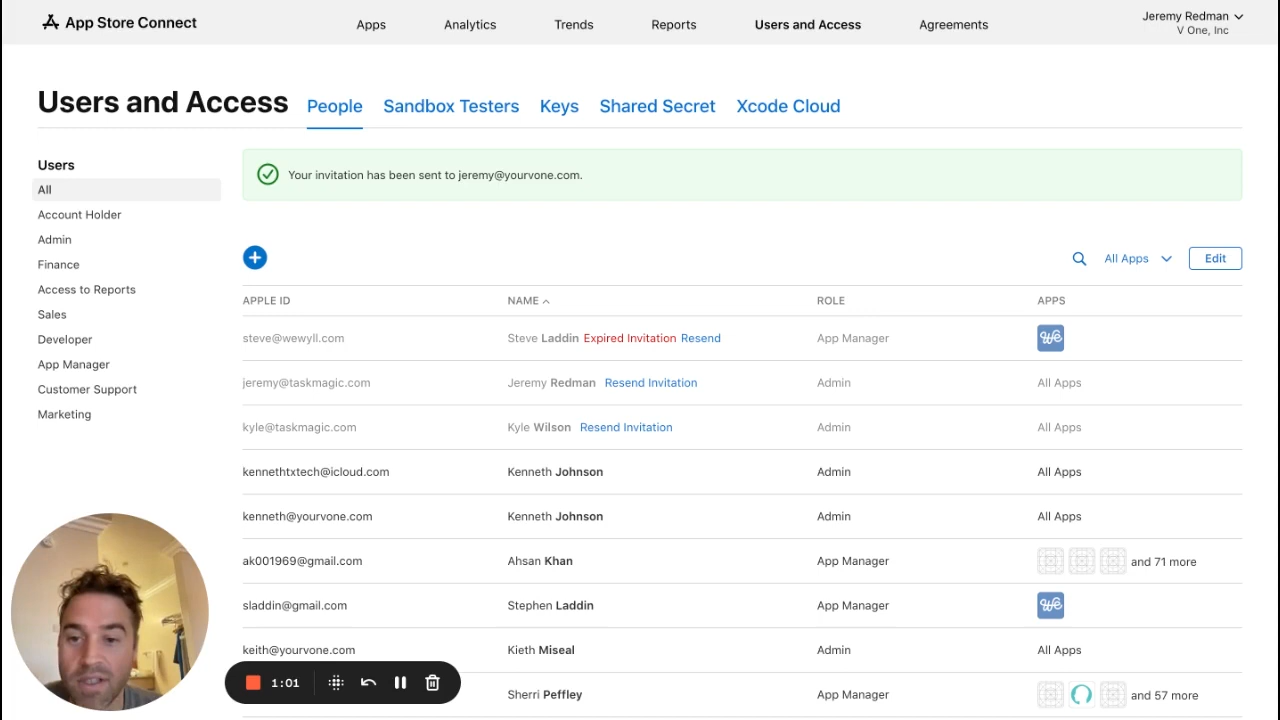 App Store Connect
Apps Analytics Trends Reports Users and Access Agreements
Jeremy Redman
V One, Inc
Users and Access People Sandbox Testers Keys Shared Secret Xcode Cloud
Users
All
Account Holder
Admin
Finance
Access to Reports
Sales
Developer
App Manager
Customer Support
Marketing
Your invitation has been sent to jeremy@yourvone.com.
All Apps Edit
APPLE ID NAME ROLE APPS
steve@wewyll.com Steve Laddin Expired Invitation Resend App Manager
jeremy@taskmagic.com Jeremy Redman Resend Invitation Admin All Apps
kyle@taskmagic.com Kyle Wilson Resend Invitation Admin All Apps
kennethtxtech@icloud.com Kenneth Johnson Admin All Apps
kenneth@yourvone.com Kenneth Johnson Admin All Apps
ak001969@gmail.com Ahsan Khan App Manager and 71 more
sladdin@gmail.com Stephen Laddin App Manager
keith@yourvone.com Kieth Miseal Admin All Apps
Sherri Peffley App Manager and 57 more
1:01